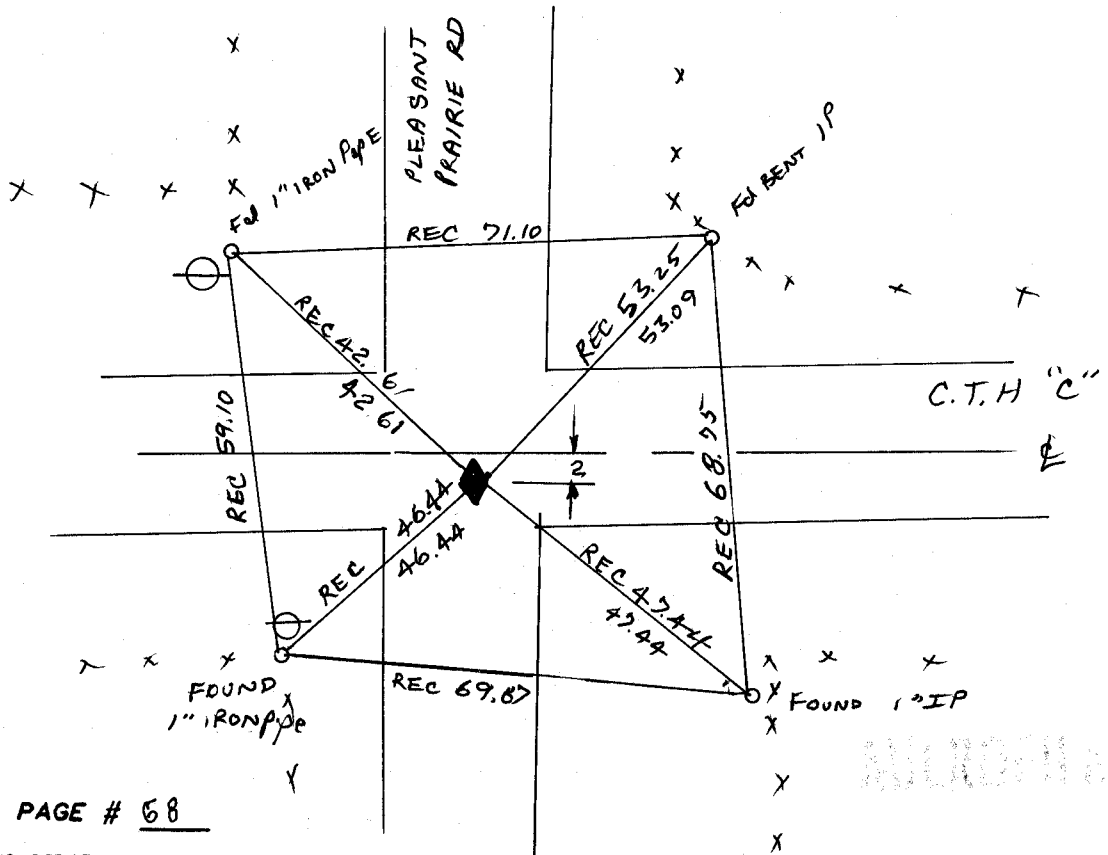 PLEASANT
PRAIRIE RD
Fd 1" IRON PipE
Fd BENT IP
REC 71.10
REC 53.25
53.09
REC 42.61
42.61
C.T.H "C"
REC 59.10
REC 68.75
2
REC 46.44
46.44
REC 47.44
47.44
FOUND
1" IRON Pipe
REC 69.87
FOUND 1" IP
PAGE # 68